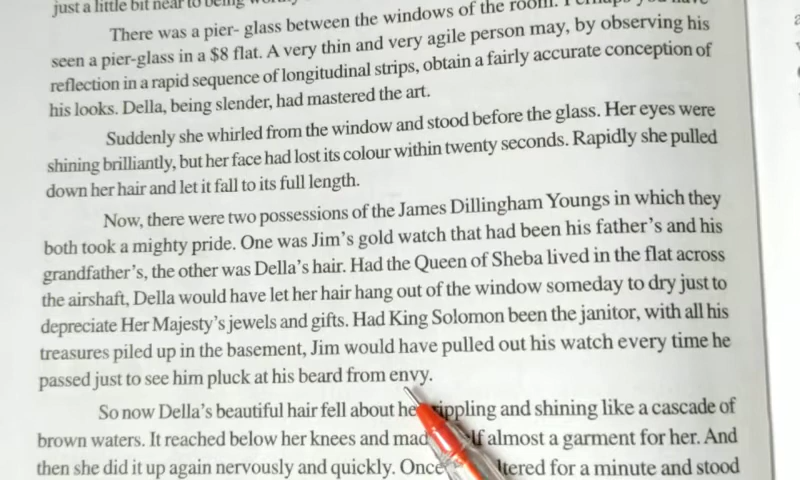 just a little bit near to being
There was a pier- glass between the windows of the room.
seen a pier-glass in a $8 flat. A very thin and very agile person may, by observing his
reflection in a rapid sequence of longitudinal strips, obtain a fairly accurate conception of
his looks. Della, being slender, had mastered the art.
Suddenly she whirled from the window and stood before the glass. Her eyes were
shining brilliantly, but her face had lost its colour within twenty seconds. Rapidly she pulled
down her hair and let it fall to its full length.
Now, there were two possessions of the James Dillingham Youngs in which they
both took a mighty pride. One was Jim's gold watch that had been his father's and his
grandfather's, the other was Della's hair. Had the Queen of Sheba lived in the flat across
the airshaft, Della would have let her hair hang out of the window someday to dry just to
depreciate Her Majesty's jewels and gifts. Had King Solomon been the janitor, with all his
treasures piled up in the basement, Jim would have pulled out his watch every time he
passed just to see him pluck at his beard from envy.
So now Della's beautiful hair fell about rippling and shining like a cascade of
brown waters. It reached below her knees and almost a garment for her. And
then she did it up again nervously and quickly. Once for a minute and stood